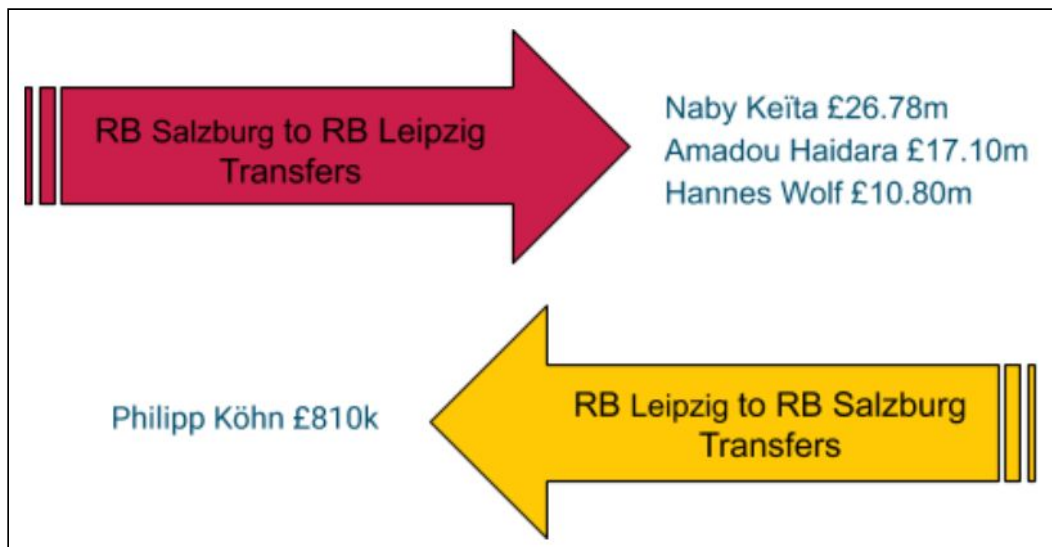 RB Salzburg to RB Leipzig
Transfers
Naby Keïta £26.78m
Amadou Haidara £17.10m
Hannes Wolf £10.80m
Philipp Köhn £810k
RB Leipzig to RB Salzburg
Transfers